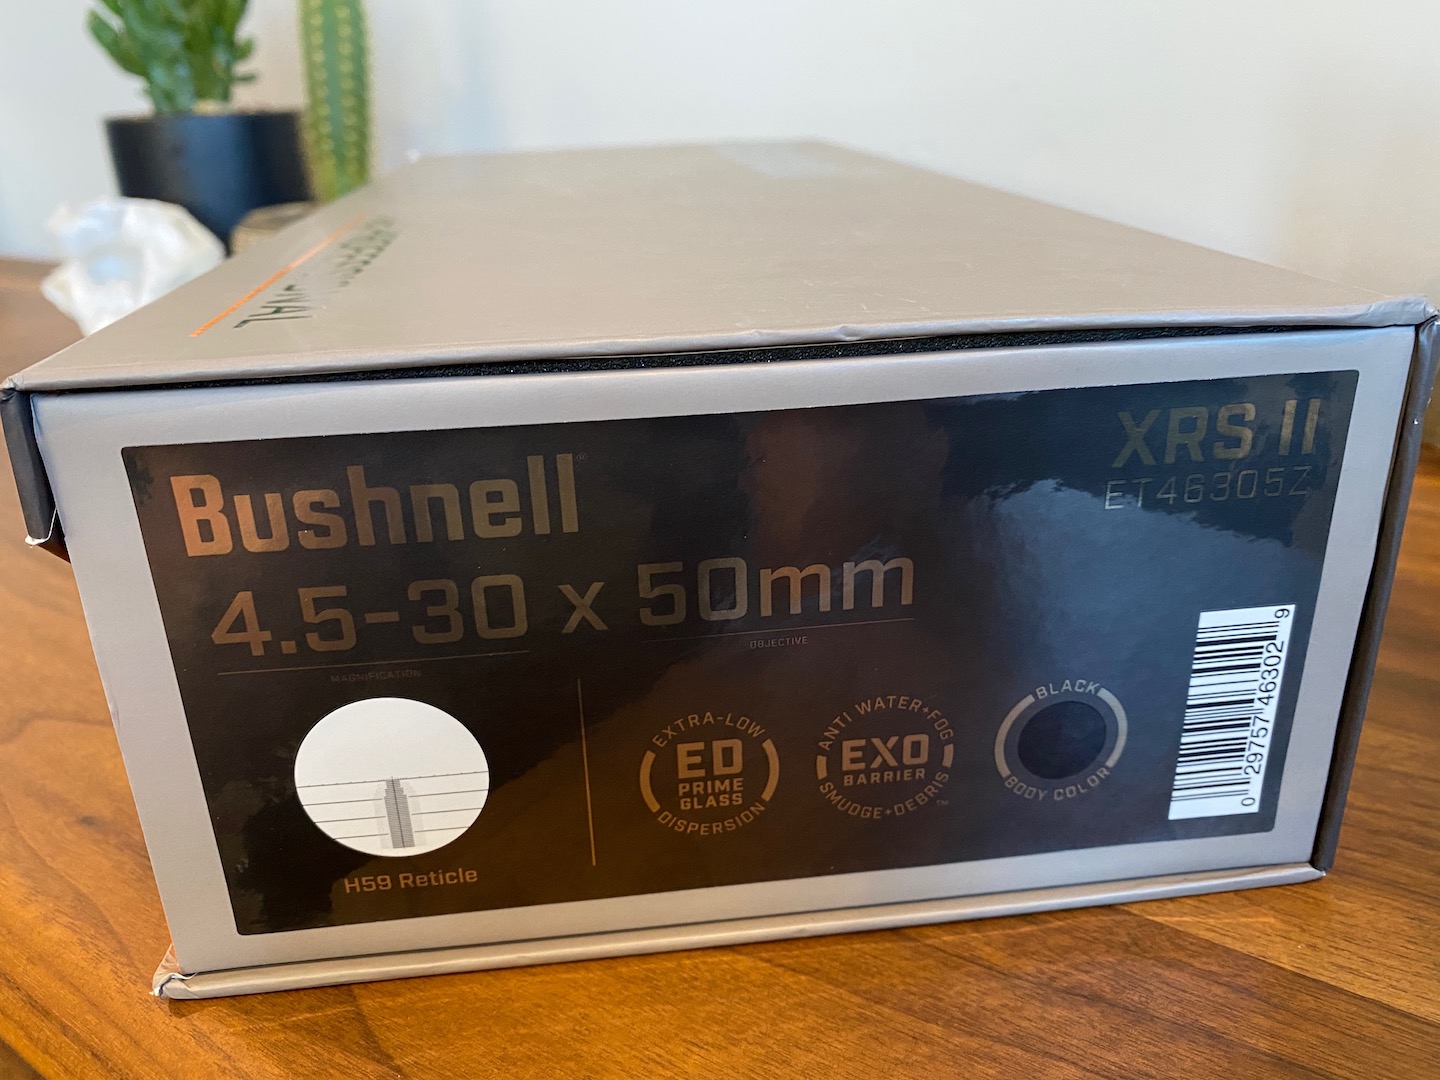 Bushnell®
XRS II
ET46305Z
4.5-30 x 50mm
MAGNIFICATION
OBJECTIVE
H59 Reticle
EXTRA-LOW
ED
PRIME
GLASS
DISPERSION
ANTI WATER+FOG
EXO
BARRIER
SMUDGE+DEBRIS™
BLACK
BODY COLOR
0 29757 46302 9